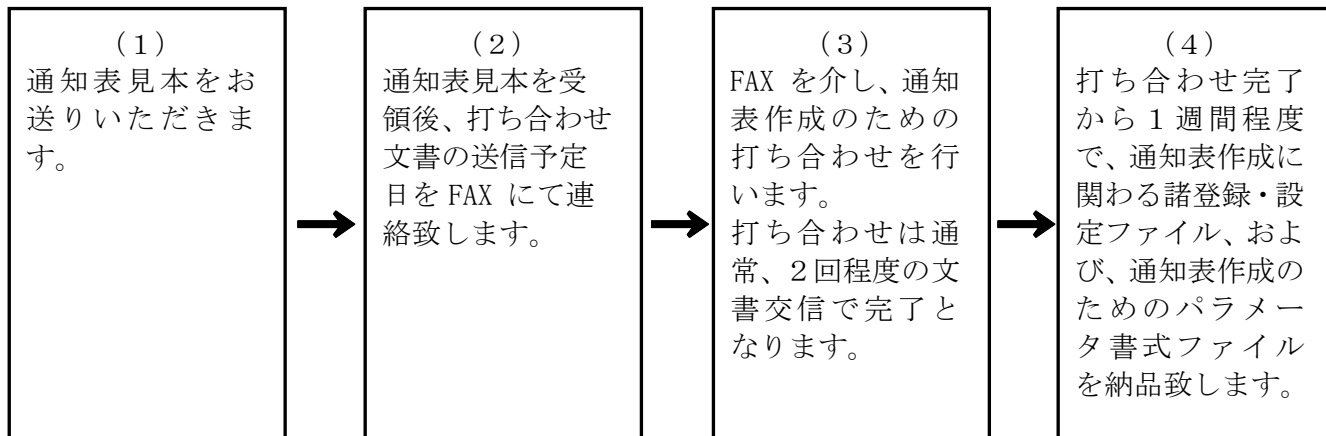 （１）
通知表見本をお
送りいただきま
す。
（２）
通知表見本を受
領後、打ち合わせ
文書の送信予定
日を FAX にて連
絡致します。
（３）
FAX を介し、通知
表作成のための
打ち合わせを行
います。
打ち合わせは通
常、２回程度の文
書交信で完了と
なります。
（４）
打ち合わせ完了
から１週間程度
で、通知表作成に
関わる諸登録・設
定ファイル、およ
び、通知表作成の
ためのパラメー
タ書式ファイル
を納品致します。